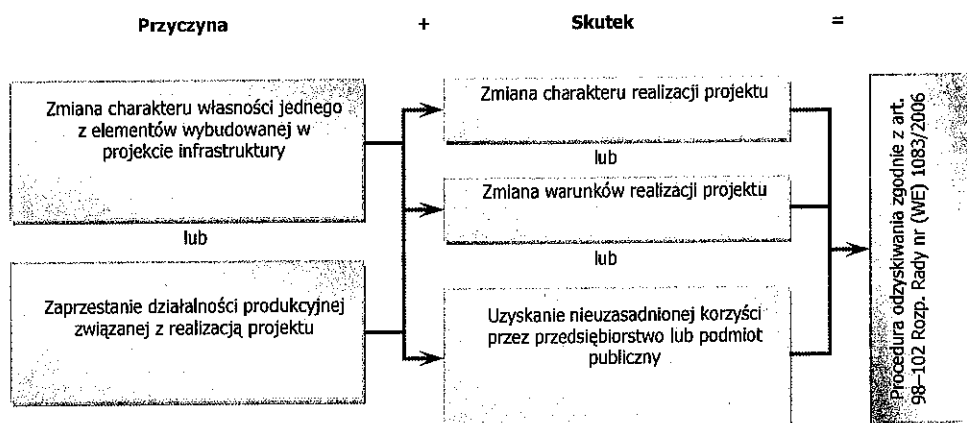 Przyczyna + Skutek =
Zmiana charakteru własności jednego
z elementów wybudowanej w
projekcie infrastruktury
lub
Zaprzestanie działalności produkcyjnej
związanej z realizacją projektu
Zmiana charakteru realizacji projektu
lub
Zmiana warunków realizacji projektu
lub
Uzyskanie nieuzasadnionej korzyści
przez przedsiębiorstwo lub podmiot
publiczny
Procedura odzyskiwania zgodnie z art.
98–102 Rozp. Rady nr (WE) 1083/2006